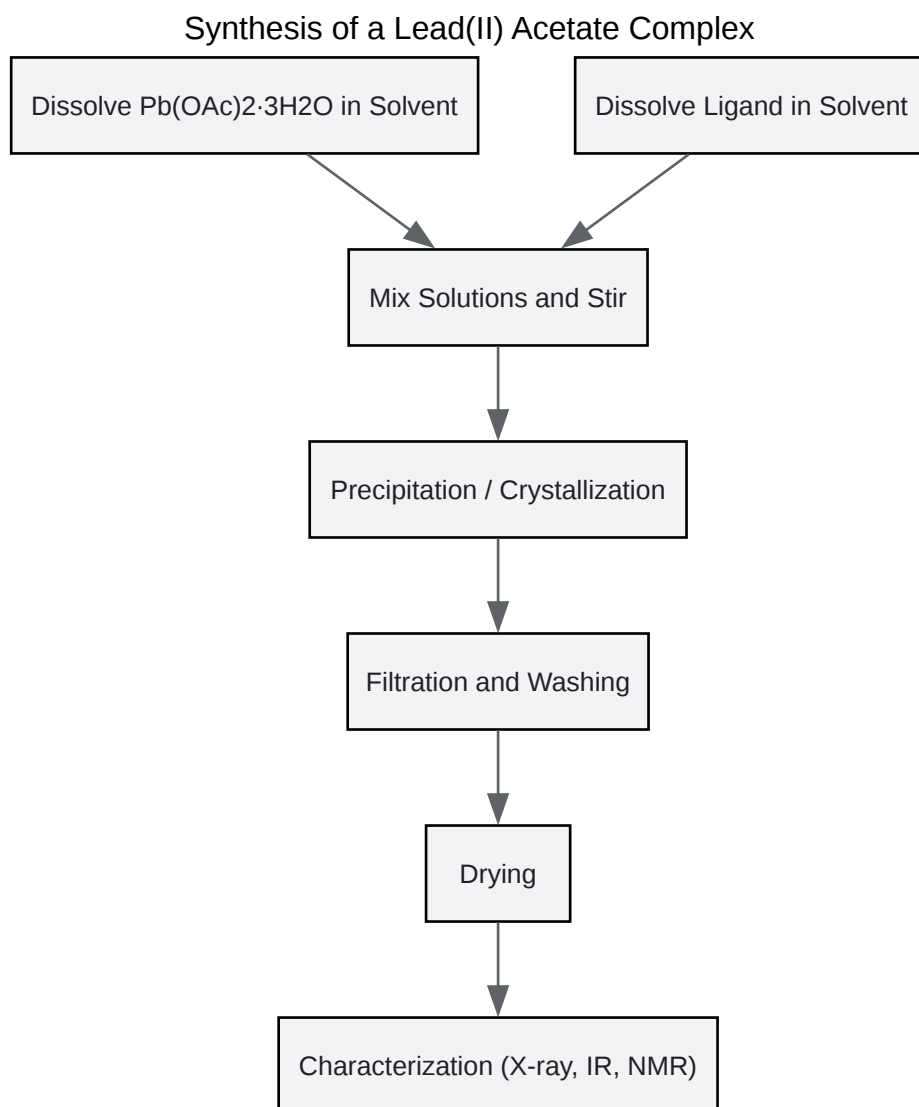 Synthesis of a Lead(II) Acetate Complex
Dissolve Pb(OAc)2·3H2O in Solvent
Dissolve Ligand in Solvent
Mix Solutions and Stir
Precipitation / Crystallization
Filtration and Washing
Drying
Characterization (X-ray, IR, NMR)